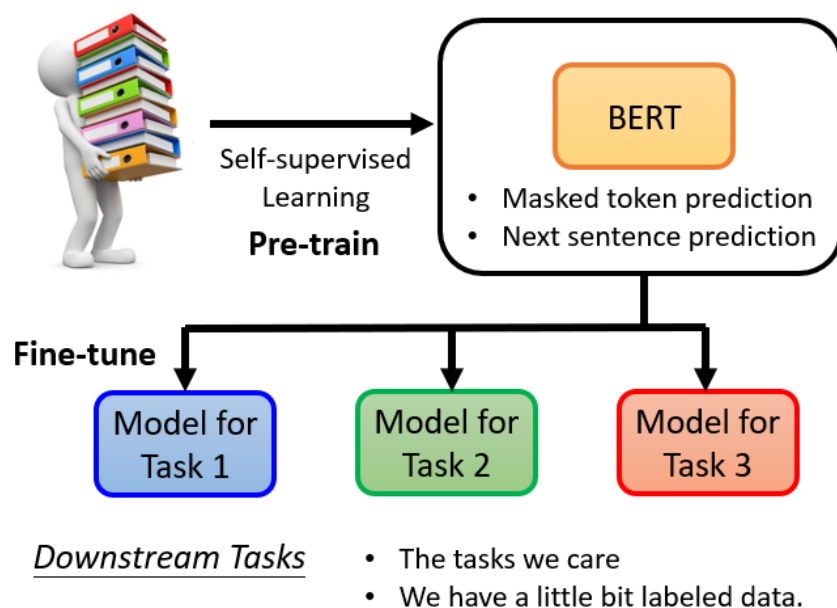 BERT
Self-supervised
Learning
Pre-train
• Masked token prediction
• Next sentence prediction
Fine-tune
Model for
Task 1
Model for
Task 2
Model for
Task 3
Downstream Tasks
• The tasks we care
• We have a little bit labeled data.